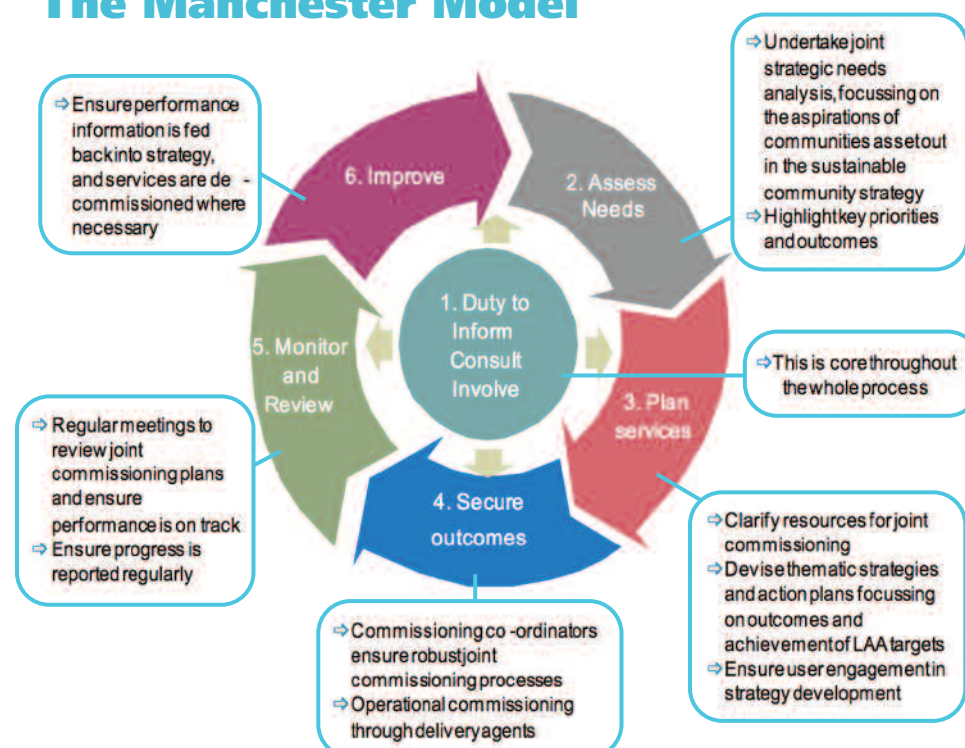 The Manchester Model
⇨Undertake joint
strategic needs
analysis, focussing on
the aspirations of
communities as set out
in the sustainable
community strategy
⇨Highlight key priorities
and outcomes
⇨Ensure performance
information is fed
back into strategy,
and services are de -
commissioned where
necessary
6. Improve
2. Assess
Needs
1. Duty to
Inform
Consult
Involve
5. Monitor
and
Review
⇨This is core throughout
the whole process
3. Plan
services
⇨Regular meetings to
review joint
commissioning plans
and ensure
performance is on track
⇨Ensure progress is
reported regularly
4. Secure
outcomes
⇨Clarify resources for joint
commissioning
⇨Devise thematic strategies
and action plans focussing
on outcomes and
achievement of LAA targets
⇨Ensure user engagement in
strategy development
⇨Commissioning co -ordinators
ensure robust joint
commissioning processes
⇨Operational commissioning
through delivery agents